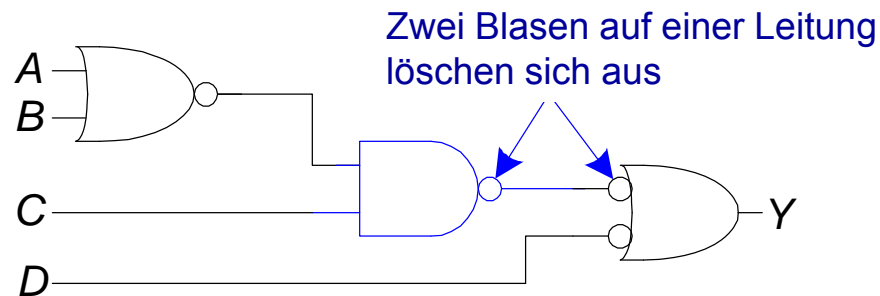 Zwei Blasen auf einer Leitung
löschen sich aus
A
B
C
D
Y